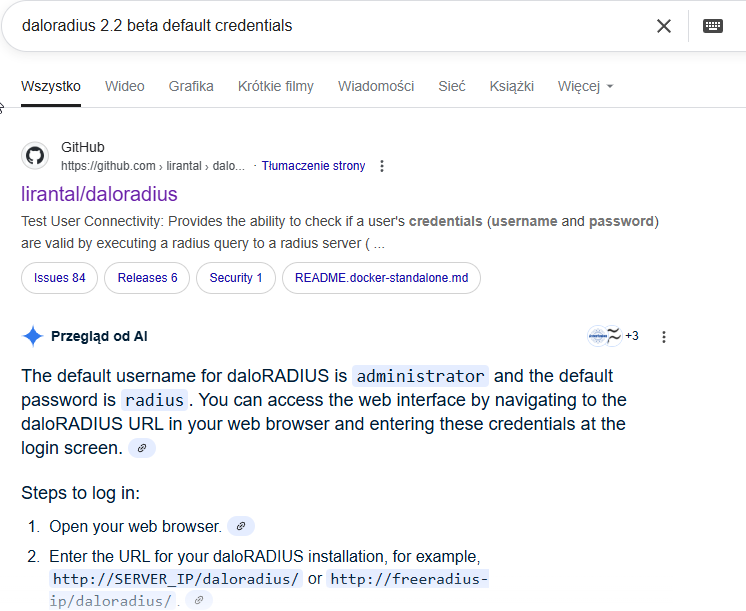 daloradius 2.2 beta default credentials
Wszystko Wideo Grafika Krótkie filmy Wiadomości Sieć Książki Więcej
GitHub
https://github.com › lirantal › dalo... · Tłumaczenie strony
lirantal/daloradius
Test User Connectivity: Provides the ability to check if a user's credentials (username and password)
are valid by executing a radius query to a radius server ( ...
Issues 84 Releases 6 Security 1 README.docker-standalone.md
Przegląd od AI +3
The default username for daloRADIUS is administrator and the default
password is radius. You can access the web interface by navigating to the
daloRADIUS URL in your web browser and entering these credentials at the
login screen.
Steps to log in:
1. Open your web browser.
2. Enter the URL for your daloRADIUS installation, for example,
http://SERVER_IP/daloradius/ or http://freeradius-
ip/daloradius/.